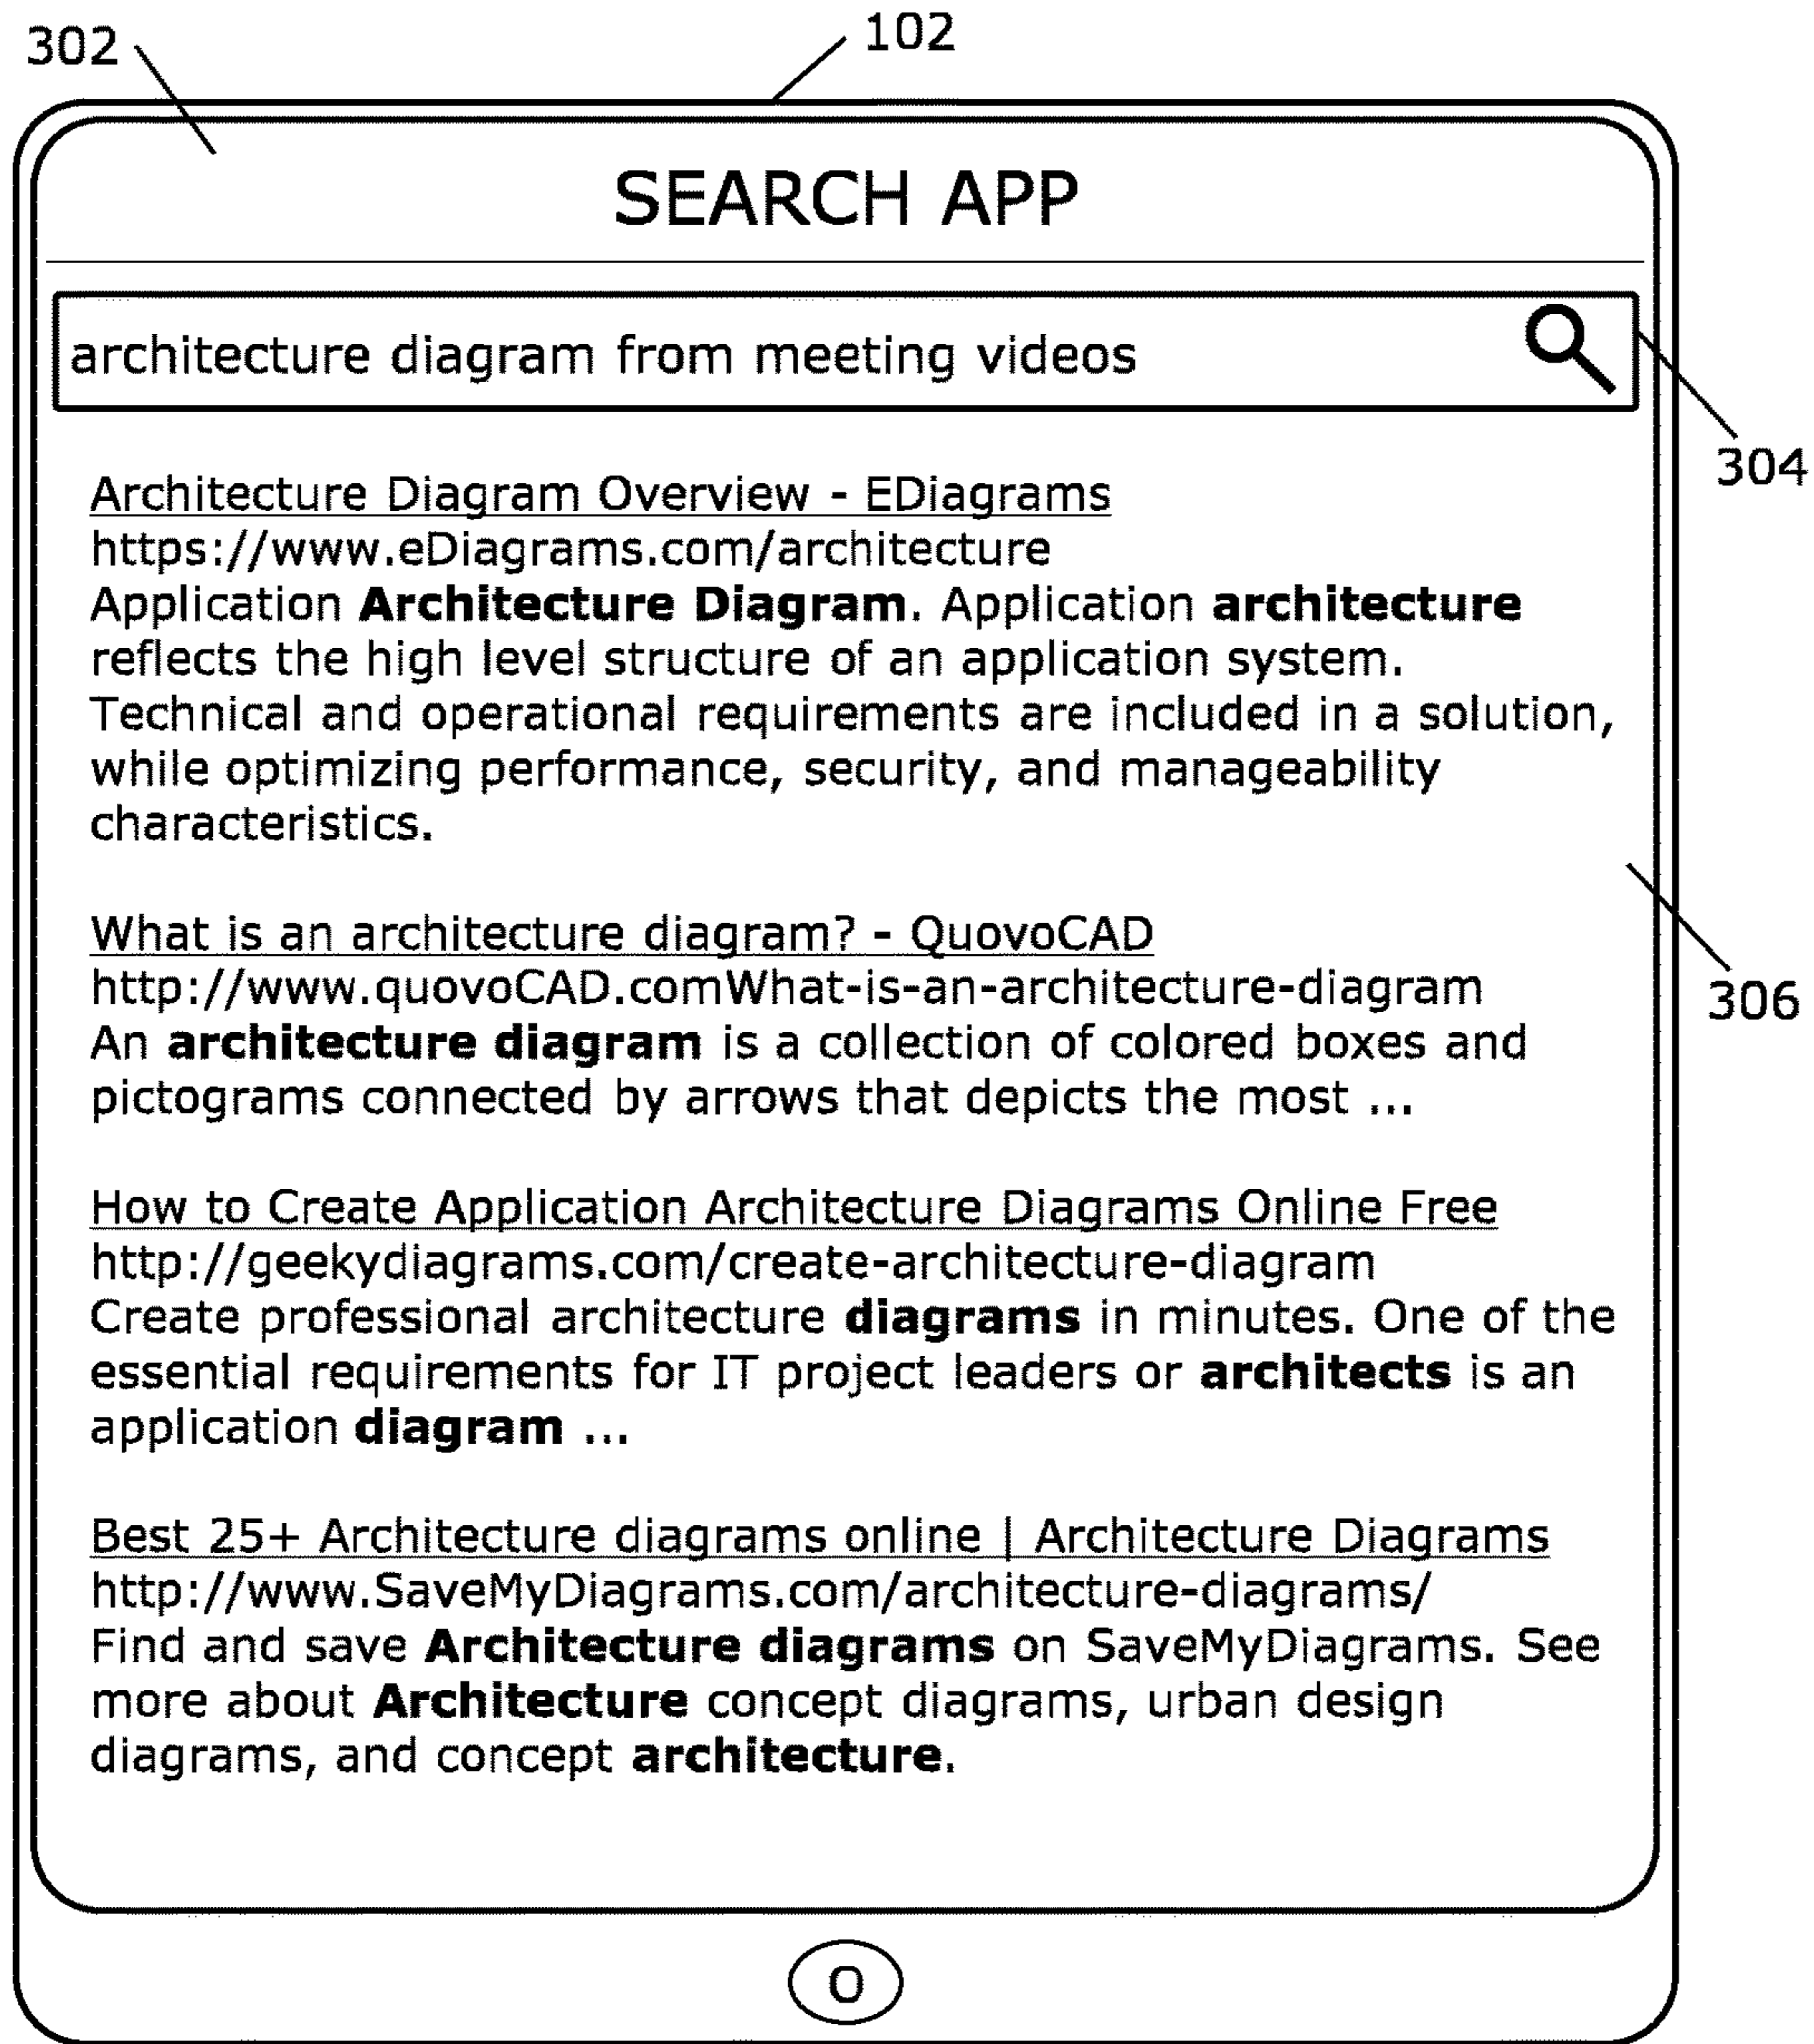 302
102
SEARCH APP
architecture diagram from meeting videos
304
Architecture Diagram Overview - EDiagrams
https://www.eDiagrams.com/architecture
Application Architecture Diagram. Application architecture
reflects the high level structure of an application system.
Technical and operational requirements are included in a solution,
while optimizing performance, security, and manageability
characteristics.
306
What is an architecture diagram? - QuovoCAD
http://www.quovoCAD.comWhat-is-an-architecture-diagram
An architecture diagram is a collection of colored boxes and
pictograms connected by arrows that depicts the most ...
How to Create Application Architecture Diagrams Online Free
http://geekydiagrams.com/create-architecture-diagram
Create professional architecture diagrams in minutes. One of the
essential requirements for IT project leaders or architects is an
application diagram ...
Best 25+ Architecture diagrams online | Architecture Diagrams
http://www.SaveMyDiagrams.com/architecture-diagrams/
Find and save Architecture diagrams on SaveMyDiagrams. See
more about Architecture concept diagrams, urban design
diagrams, and concept architecture.
O